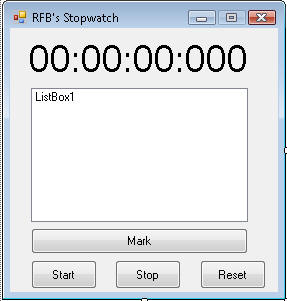 RFB's Stopwatch
00:00:00:000
ListBox1
Mark
Start Stop Reset